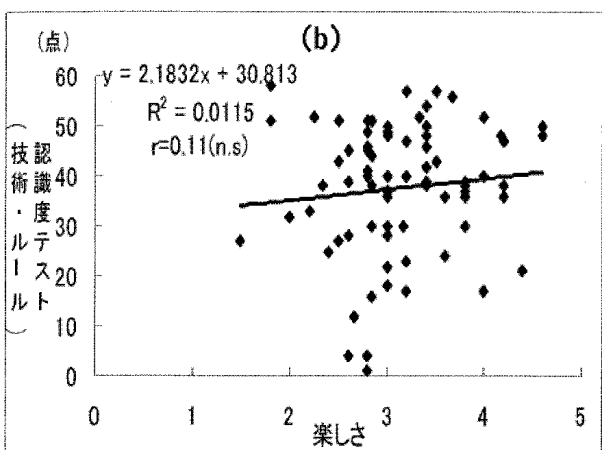 (点)
(b)
y = 2.1832x + 30.813
R² = 0.0115
r=0.11(n.s)
60
50
40
30
20
10
0
認識度テスト
(技術・ルール)
0 1 2 3 4 5
楽しさ